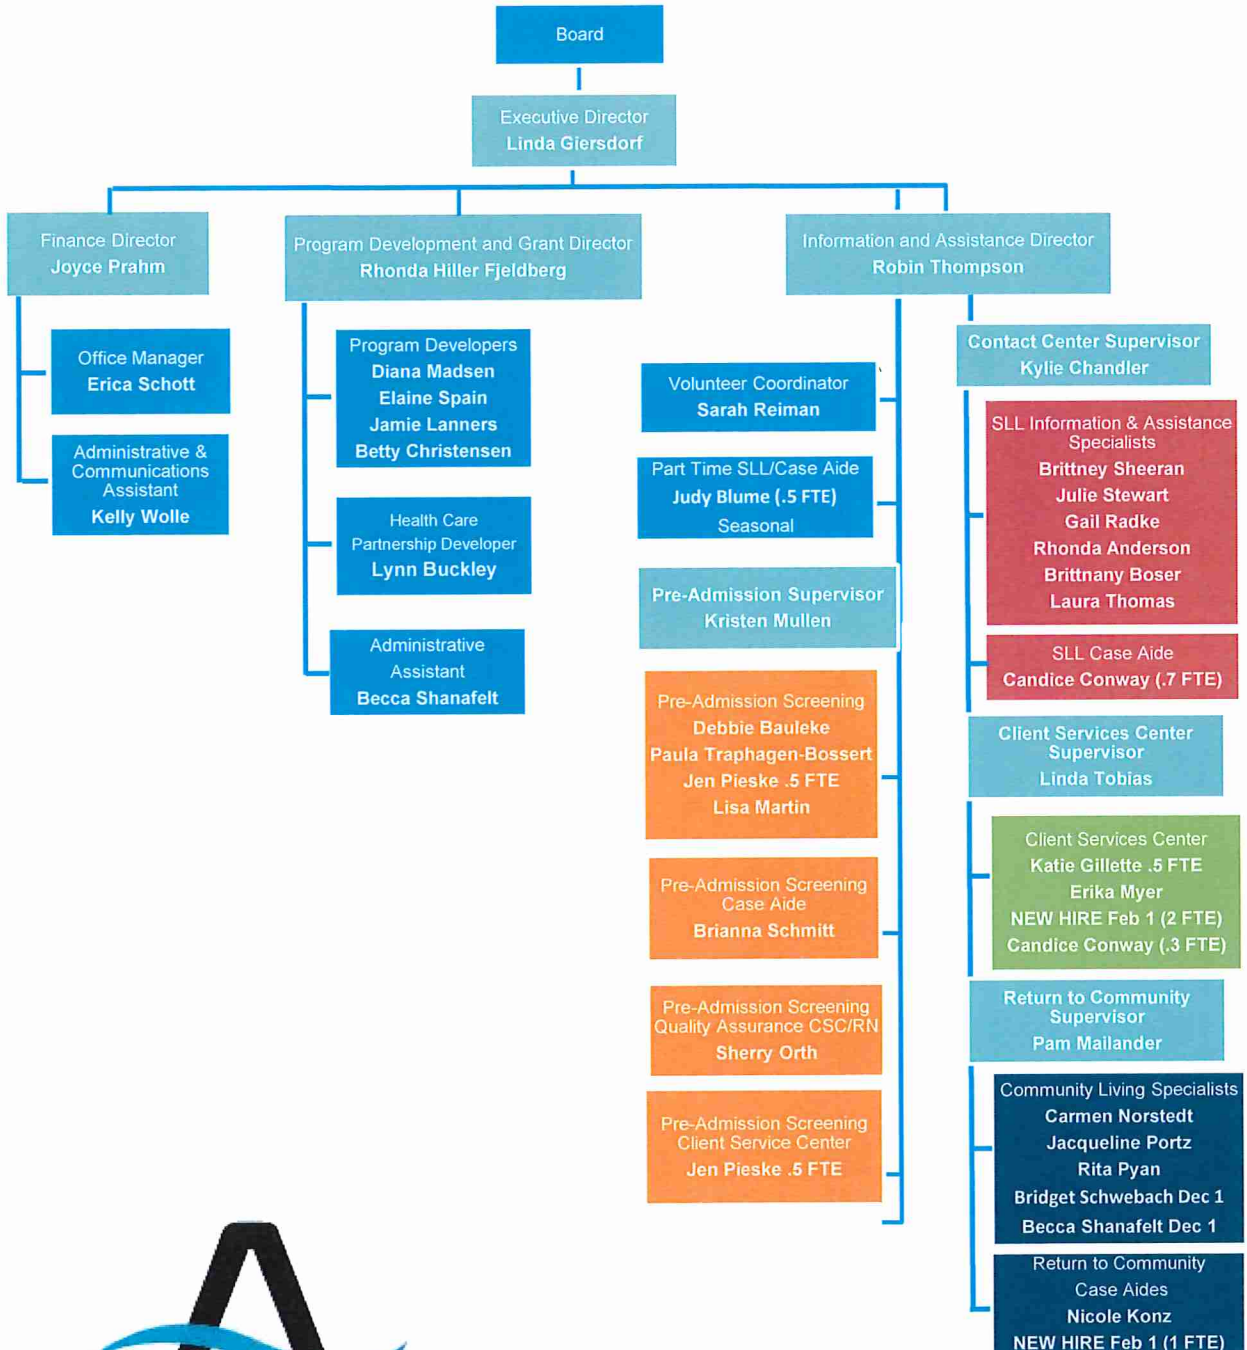 Board
Executive Director
Linda Giersdorf
Finance Director
Joyce Prahm
Program Development and Grant Director
Rhonda Hiller Fjeldberg
Information and Assistance Director
Robin Thompson
Office Manager
Erica Schott
Administrative &
Communications
Assistant
Kelly Wolle
Program Developers
Diana Madsen
Elaine Spain
Jamie Lanners
Betty Christensen
Health Care
Partnership Developer
Lynn Buckley
Administrative
Assistant
Becca Shanafelt
Volunteer Coordinator
Sarah Reiman
Part Time SLL/Case Aide
Judy Blume (.5 FTE)
Seasonal
Pre-Admission Supervisor
Kristen Mullen
Pre-Admission Screening
Debbie Bauleke
Paula Traphagen-Bossert
Jen Pieske .5 FTE
Lisa Martin
Pre-Admission Screening
Case Aide
Brianna Schmitt
Pre-Admission Screening
Quality Assurance CSC/RN
Sherry Orth
Pre-Admission Screening
Client Service Center
Jen Pieske .5 FTE
Contact Center Supervisor
Kylie Chandler
SLL Information & Assistance
Specialists
Brittney Sheeran
Julie Stewart
Gail Radke
Rhonda Anderson
Brittnany Boser
Laura Thomas
SLL Case Aide
Candice Conway (.7 FTE)
Client Services Center
Supervisor
Linda Tobias
Client Services Center
Katie Gillette .5 FTE
Erika Myer
NEW HIRE Feb 1 (2 FTE)
Candice Conway (.3 FTE)
Return to Community
Supervisor
Pam Mailander
Community Living Specialists
Carmen Norstedt
Jacqueline Portz
Rita Pyan
Bridget Schwebach Dec 1
Becca Shanafelt Dec 1
Return to Community
Case Aides
Nicole Konz
NEW HIRE Feb 1 (1 FTE)